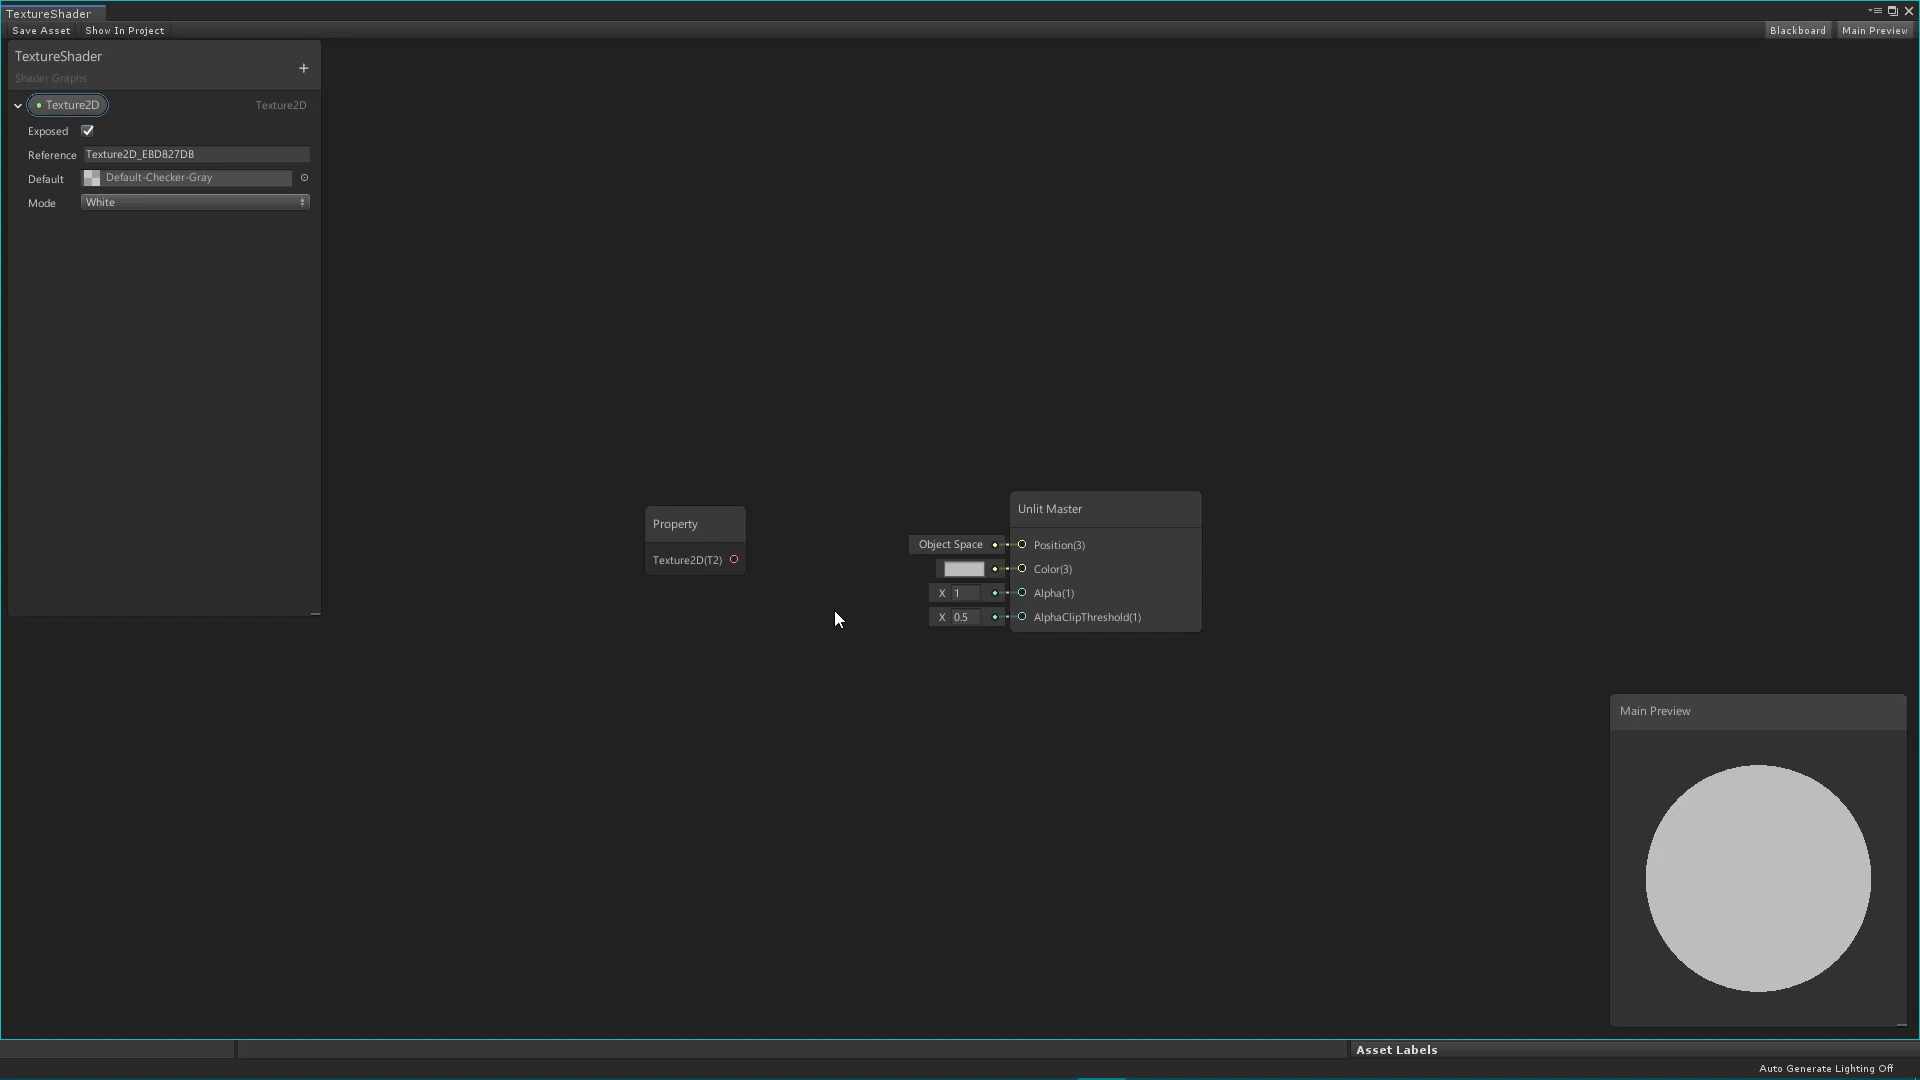 TextureShader
Save Asset Show In Project Blackboard Main Preview
TextureShader
Shader Graphs
Texture2D Texture2D
Exposed
Reference Texture2D_EBD827DB
Default Default-Checker-Gray
Mode White
Property
Texture2D(T2)
Unlit Master
Object Space Position(3)
Color(3)
X 1 Alpha(1)
X 0.5 AlphaClipThreshold(1)
Main Preview
Asset Labels
Auto Generate Lighting Off